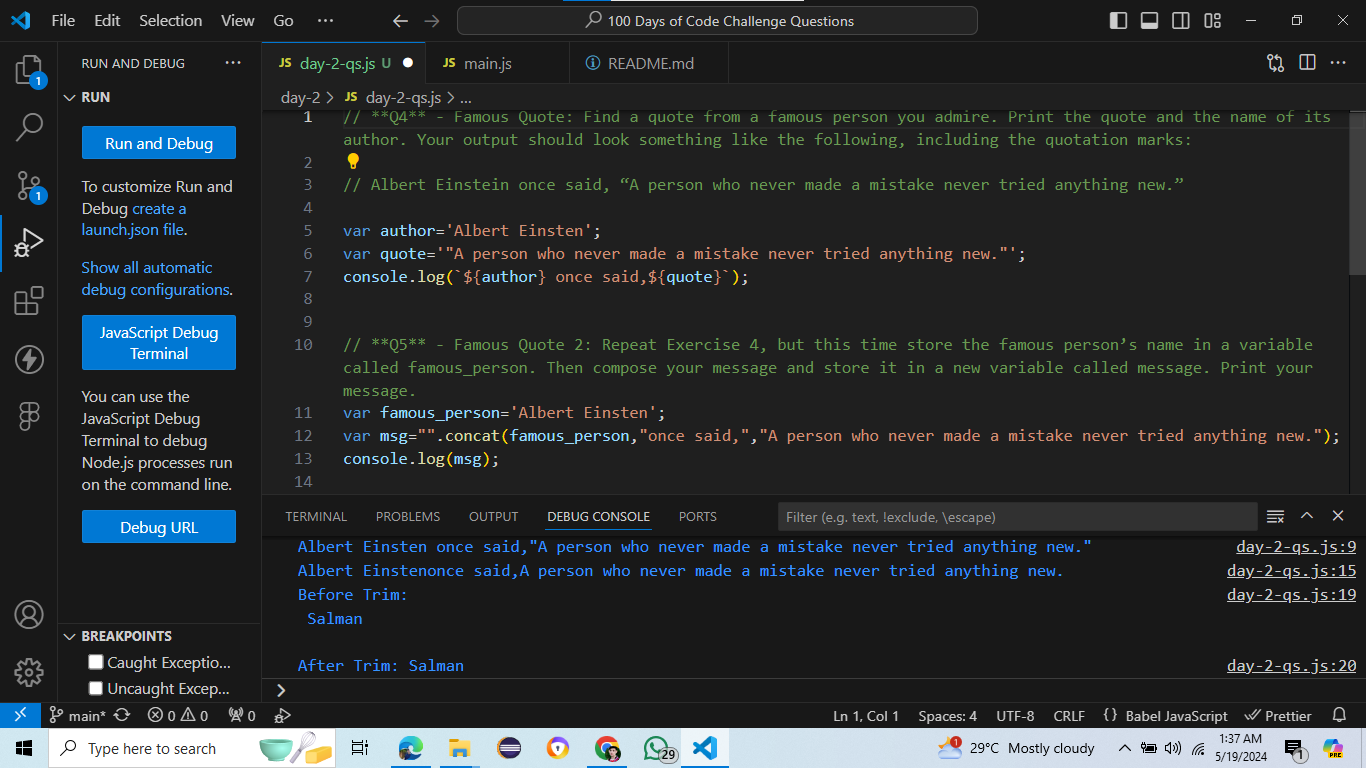 File Edit Selection View Go ··· 100 Days of Code Challenge Questions
RUN AND DEBUG ···
JS day-2-qs.js U ● JS main.js README.md ···
day-2 > JS day-2-qs.js > ...
1
RUN
Run and Debug
To customize Run and
Debug create a
launch.json file.
Show all automatic
debug configurations.
JavaScript Debug
Terminal
You can use the
JavaScript Debug
Terminal to debug
Node.js processes run
on the command line.
Debug URL
1
BREAKPOINTS
Caught Exceptio...
Uncaught Excep...
1 // **Q4** - Famous Quote: Find a quote from a famous person you admire. Print the quote and the name of its
author. Your output should look something like the following, including the quotation marks:
2
3 // Albert Einstein once said, “A person who never made a mistake never tried anything new.”
4
5 var author='Albert Einsten';
6 var quote='"A person who never made a mistake never tried anything new."';
7 console.log(`${author} once said,${quote}`);
8
9
10 // **Q5** - Famous Quote 2: Repeat Exercise 4, but this time store the famous person’s name in a variable
called famous_person. Then compose your message and store it in a new variable called message. Print your
message.
11 var famous_person='Albert Einsten';
12 var msg="".concat(famous_person,"once said,","A person who never made a mistake never tried anything new.");
13 console.log(msg);
14
TERMINAL PROBLEMS OUTPUT DEBUG CONSOLE PORTS Filter (e.g. text, !exclude, \escape)
Albert Einsten once said,"A person who never made a mistake never tried anything new." day-2-qs.js:9
Albert Einstenonce said,A person who never made a mistake never tried anything new. day-2-qs.js:15
Before Trim: day-2-qs.js:19
Salman
After Trim: Salman day-2-qs.js:20
>
main* 0 0 0 Ln 1, Col 1 Spaces: 4 UTF-8 CRLF {} Babel JavaScript Prettier
Type here to search 29 1 29°C Mostly cloudy 1:37 AM 1 PRE
5/19/2024